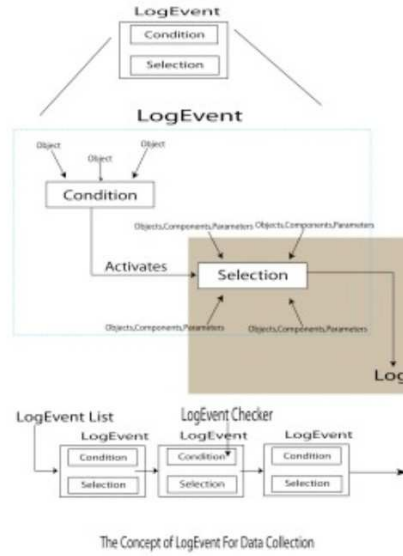 LogEvent
Condition
Selection
LogEvent
Object
Object
Object
Condition
Objects,Components,Parameters
Objects,Components,Parameters
Activates
Selection
Objects,Components,Parameters
Objects,Components,Parameters
Log
LogEvent List
LogEvent Checker
LogEvent
LogEvent
LogEvent
Condition
Condition
Condition
Selection
Selection
Selection
The Concept of LogEvent For Data Collection